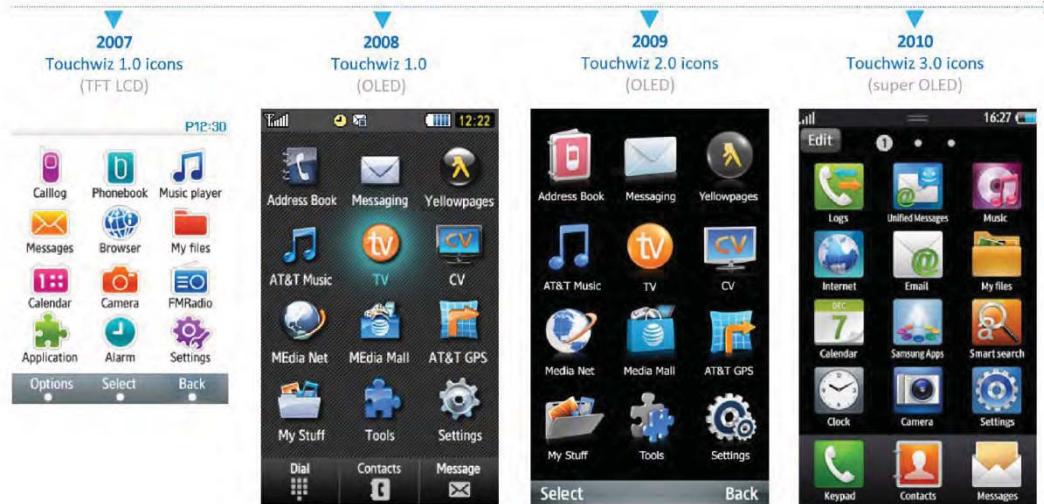 2007
Touchwiz 1.0 icons
(TFT LCD)
P12:30
Calllog Phonebook Music player
Messages Browser My files
1::
Calendar Camera FMRadio
Application Alarm Settings
Options Select Back
2008
Touchwiz 1.0
(OLED)
12:22
Address Book Messaging Yellowpages
tv CV
AT&T Music TV CV
MEdia Net MEdia Mall AT&T GPS
My Stuff Tools Settings
Dial Contacts Message
2009
Touchwiz 2.0 icons
(OLED)
Address Book Messaging Yellowpages
tv CV
AT&T Music TV CV
Media Net Media Mall AT&T GPS
My Stuff Tools Settings
Select Back
2010
Touchwiz 3.0 icons
(super OLED)
16:27
Edit 1
Logs Unified Messages Music
@
Internet Email My files
DEC
7 a
Calendar Samsung Apps Smart search
Clock Camera Settings
Keypad Contacts Messages